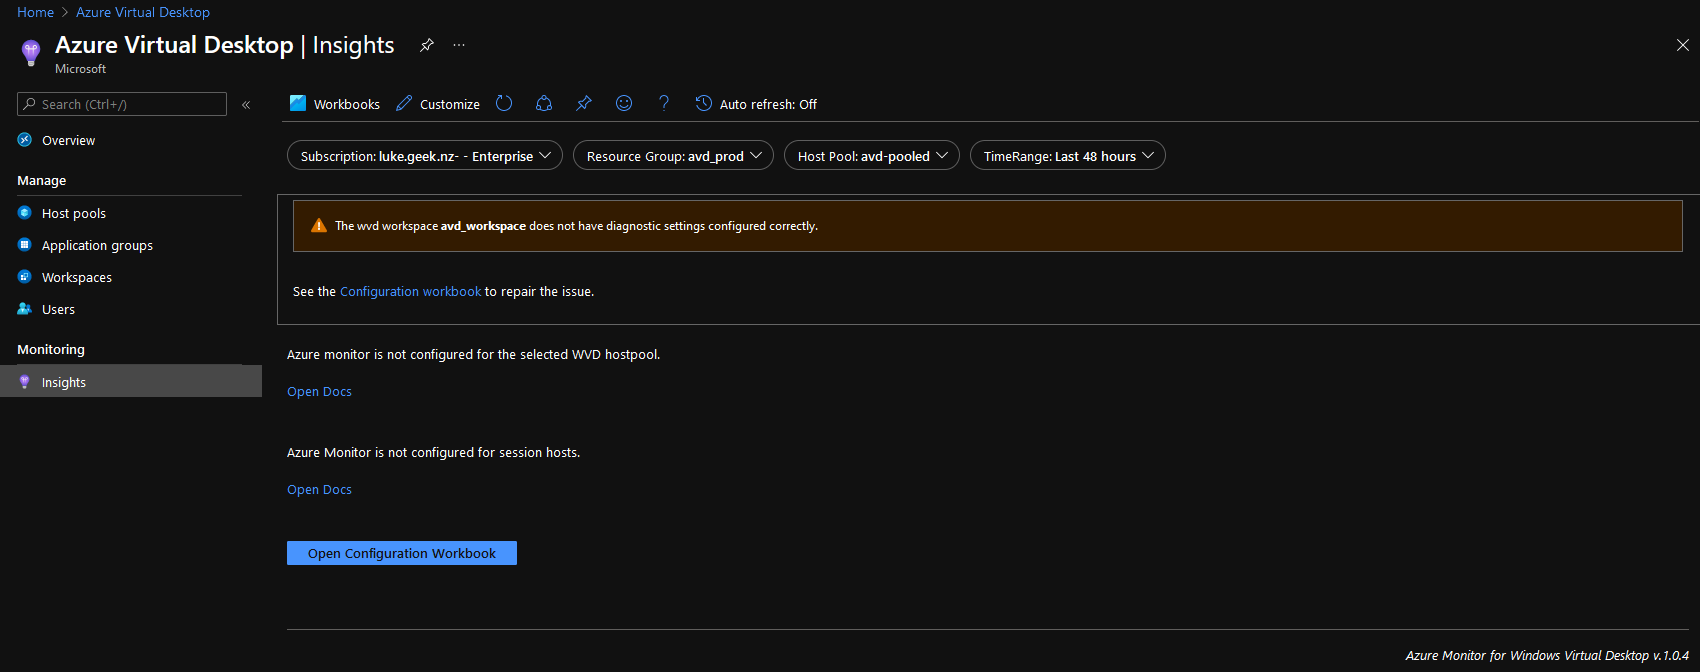 Home > Azure Virtual Desktop
Azure Virtual Desktop | Insights
Microsoft
Search (Ctrl+/)
«
Overview
Manage
Host pools
Application groups
Workspaces
Users
Monitoring
Insights
Workbooks Customize ? Auto refresh: Off
Subscription: luke.geek.nz- - Enterprise Resource Group: avd_prod Host Pool: avd-pooled TimeRange: Last 48 hours
The wvd workspace avd_workspace does not have diagnostic settings configured correctly.
See the Configuration workbook to repair the issue.
Azure monitor is not configured for the selected WVD hostpool.
Open Docs
Azure Monitor is not configured for session hosts.
Open Docs
Open Configuration Workbook
Azure Monitor for Windows Virtual Desktop v.1.0.4